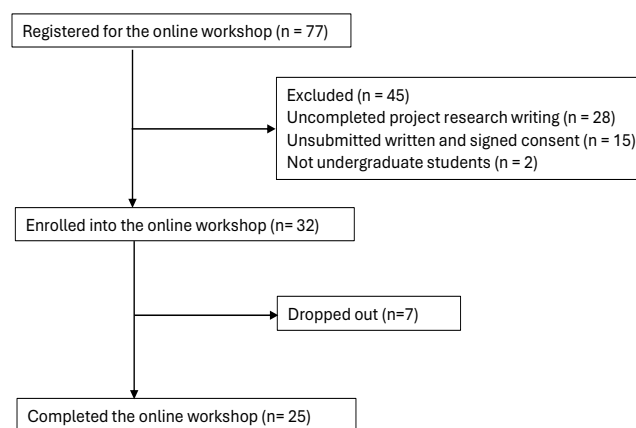 Registered for the online workshop (n = 77)
Excluded (n = 45)
Uncompleted project research writing (n = 28)
Unsubmitted written and signed consent (n = 15)
Not undergraduate students (n = 2)
Enrolled into the online workshop (n= 32)
Dropped out (n=7)
Completed the online workshop (n= 25)